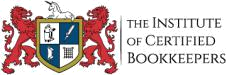 THE INSTITUTE
OF CERTIFIED
BOOKKEEPERS